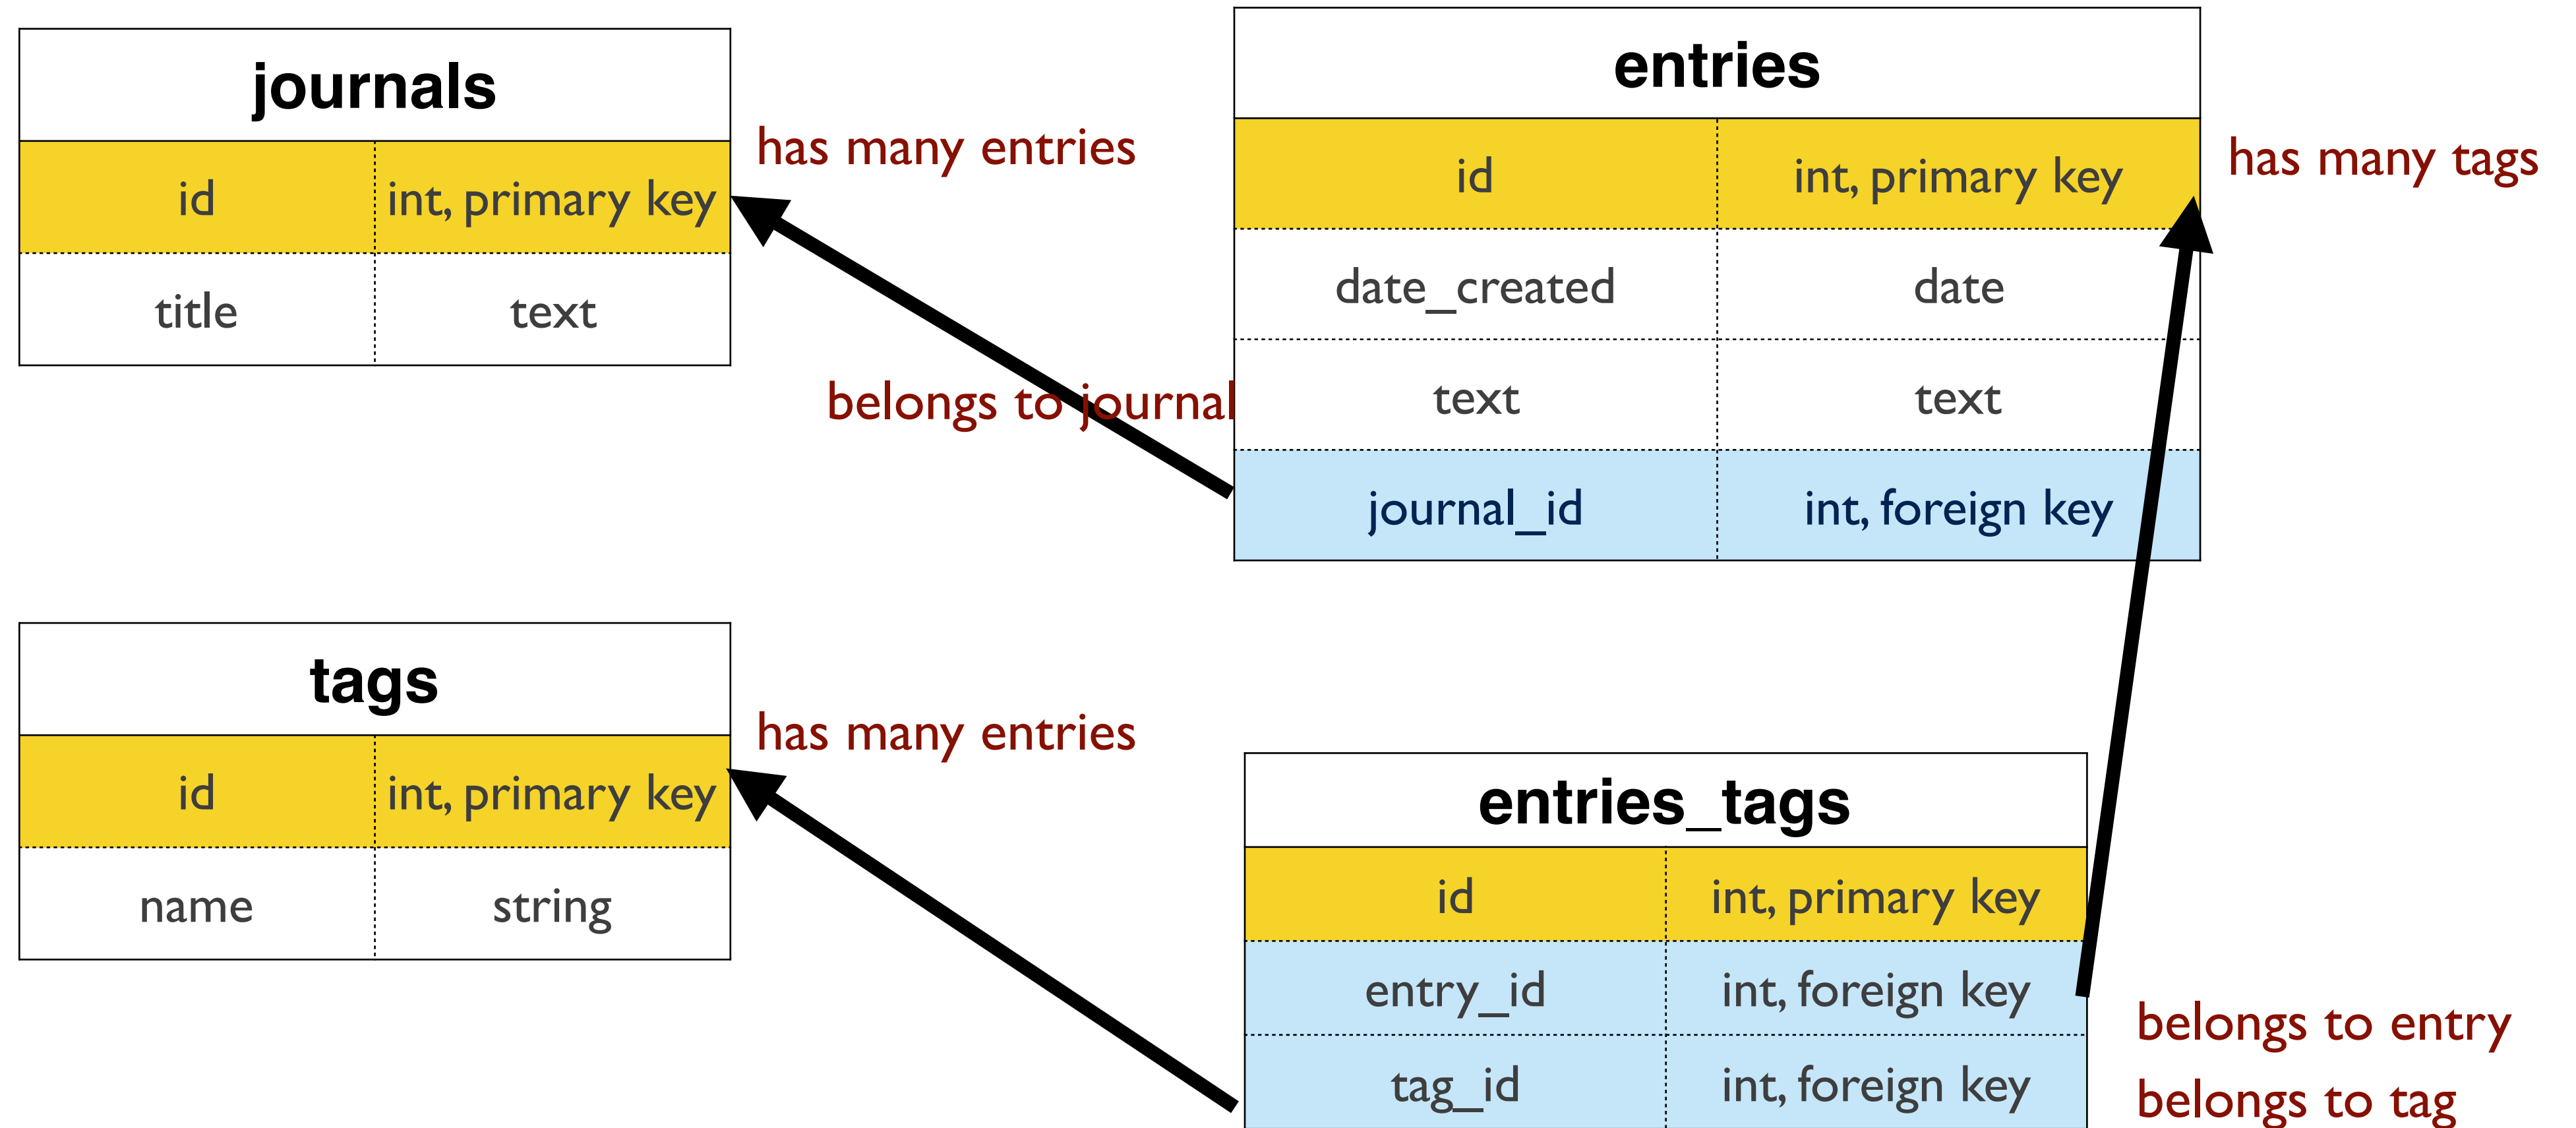 journals
id int, primary key
title text
has many entries
belongs to journal
entries
id int, primary key
date_created date
text text
journal_id int, foreign key
has many tags
tags
id int, primary key
name string
has many entries
entries_tags
id int, primary key
entry_id int, foreign key
tag_id int, foreign key
belongs to entry
belongs to tag